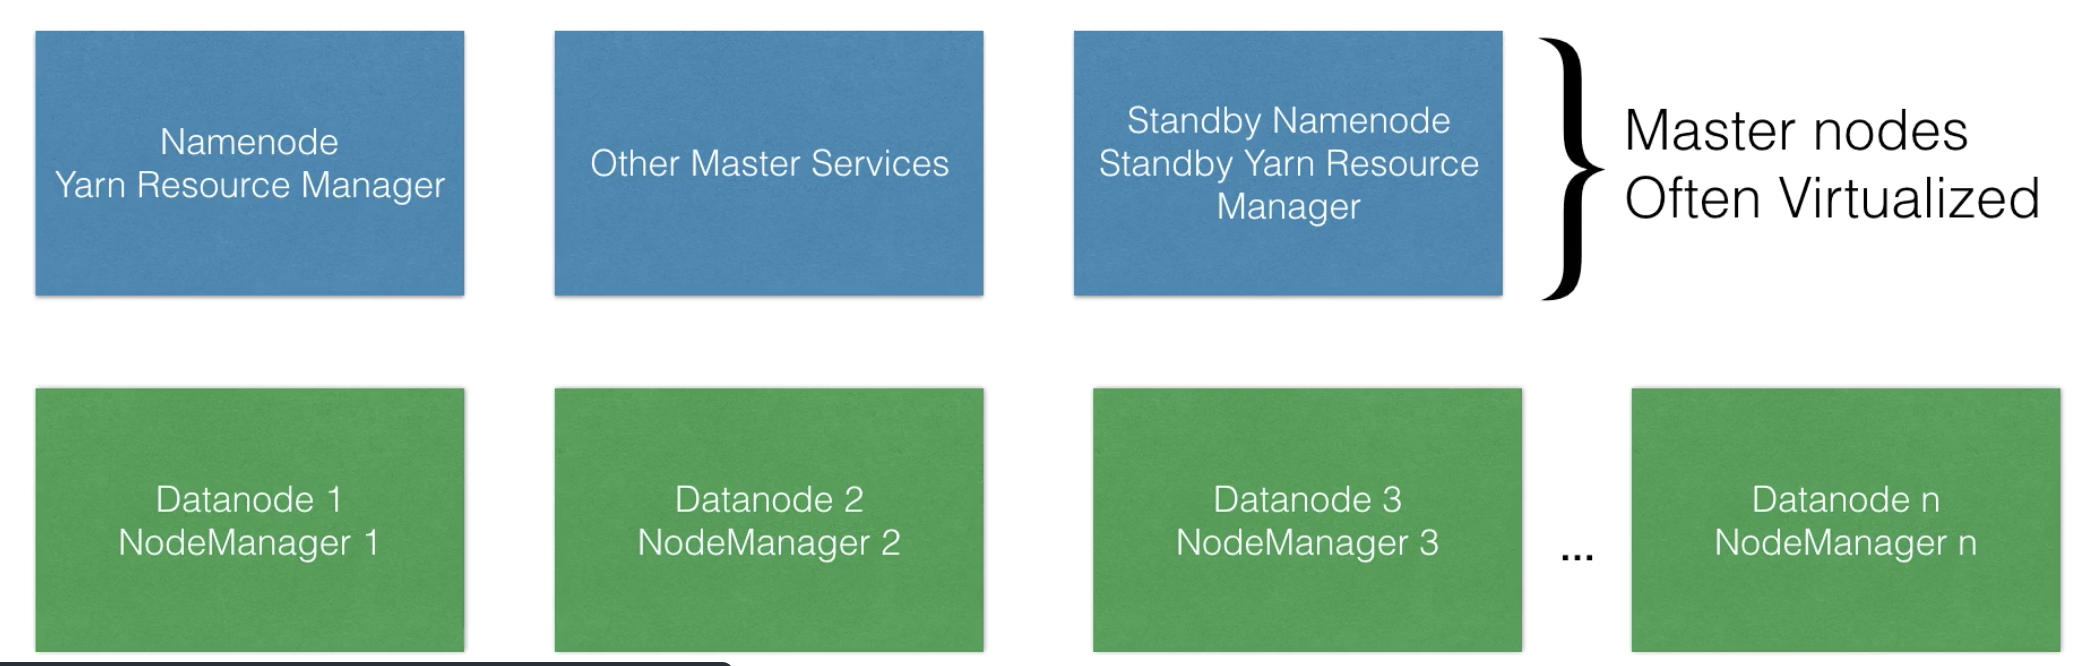 Namenode
Yarn Resource Manager
Other Master Services
Standby Namenode
Standby Yarn Resource
Manager
Master nodes
Often Virtualized
Datanode 1
NodeManager 1
Datanode 2
NodeManager 2
Datanode 3
NodeManager 3
...
Datanode n
NodeManager n